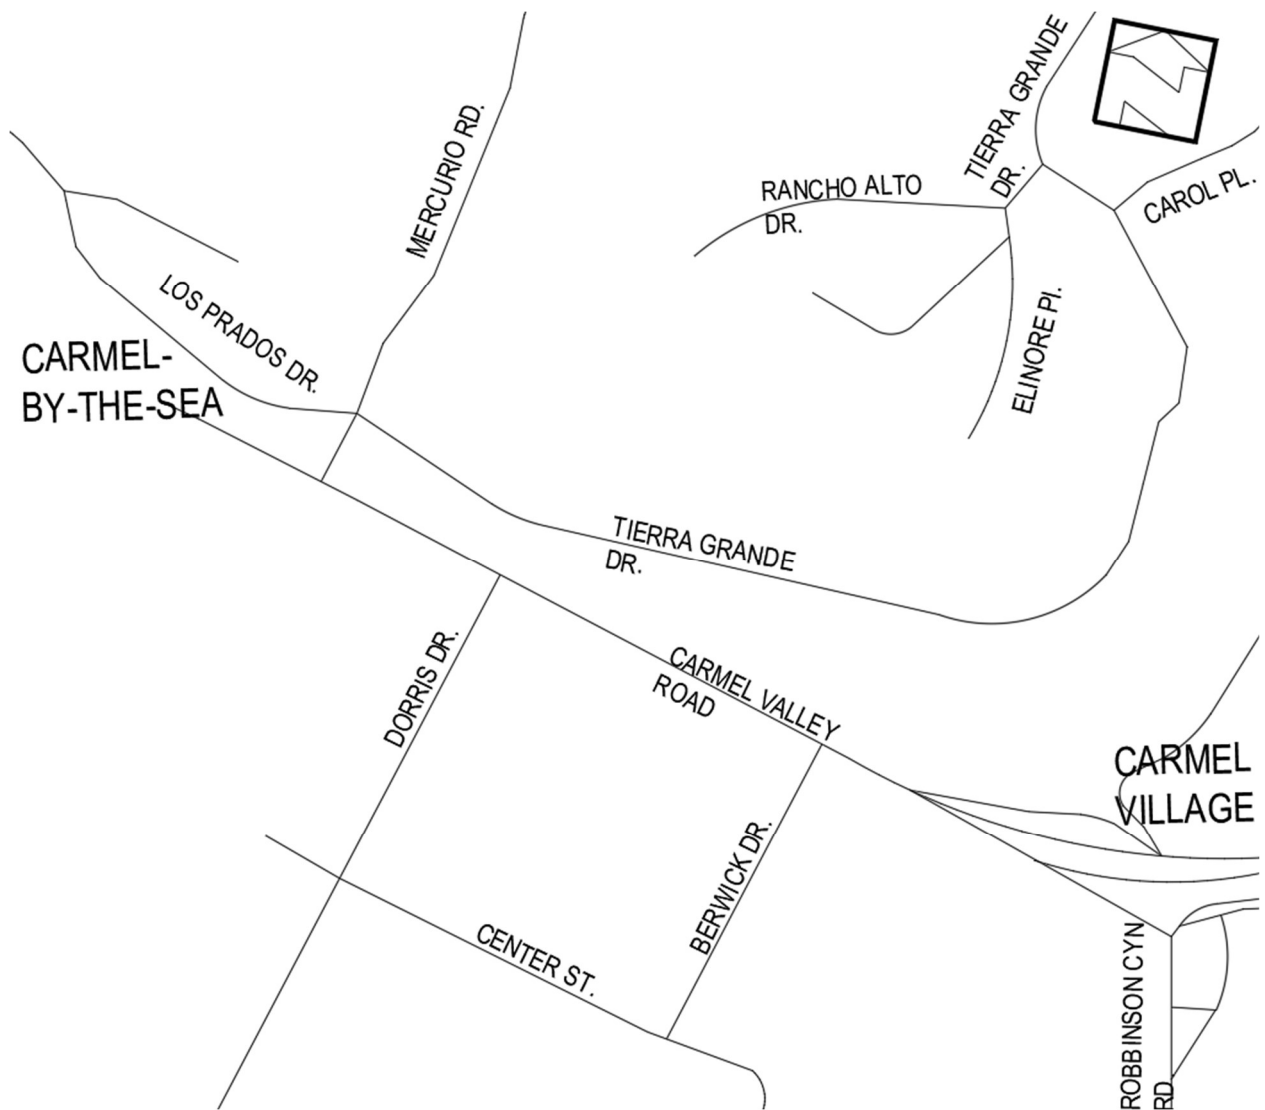 TIERRA GRANDE
DR.
MERCURIO RD.
RANCHO ALTO
DR.
CAROL PL.
LOS PRADOS DR.
ELINORE Pl.
CARMEL-
BY-THE-SEA
TIERRA GRANDE
DR.
DORRIS DR.
CARMEL VALLEY
ROAD
CARMEL
VILLAGE
BERWICK DR.
CENTER ST.
ROBBINSON CYN
RD